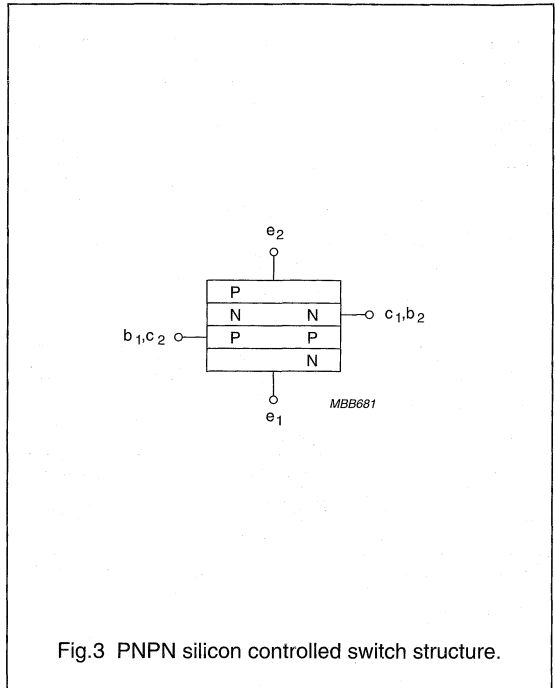 e2
P
N N c1,b2
b1,c2 P P
N
e1
MBB681
Fig.3 PNPN silicon controlled switch structure.